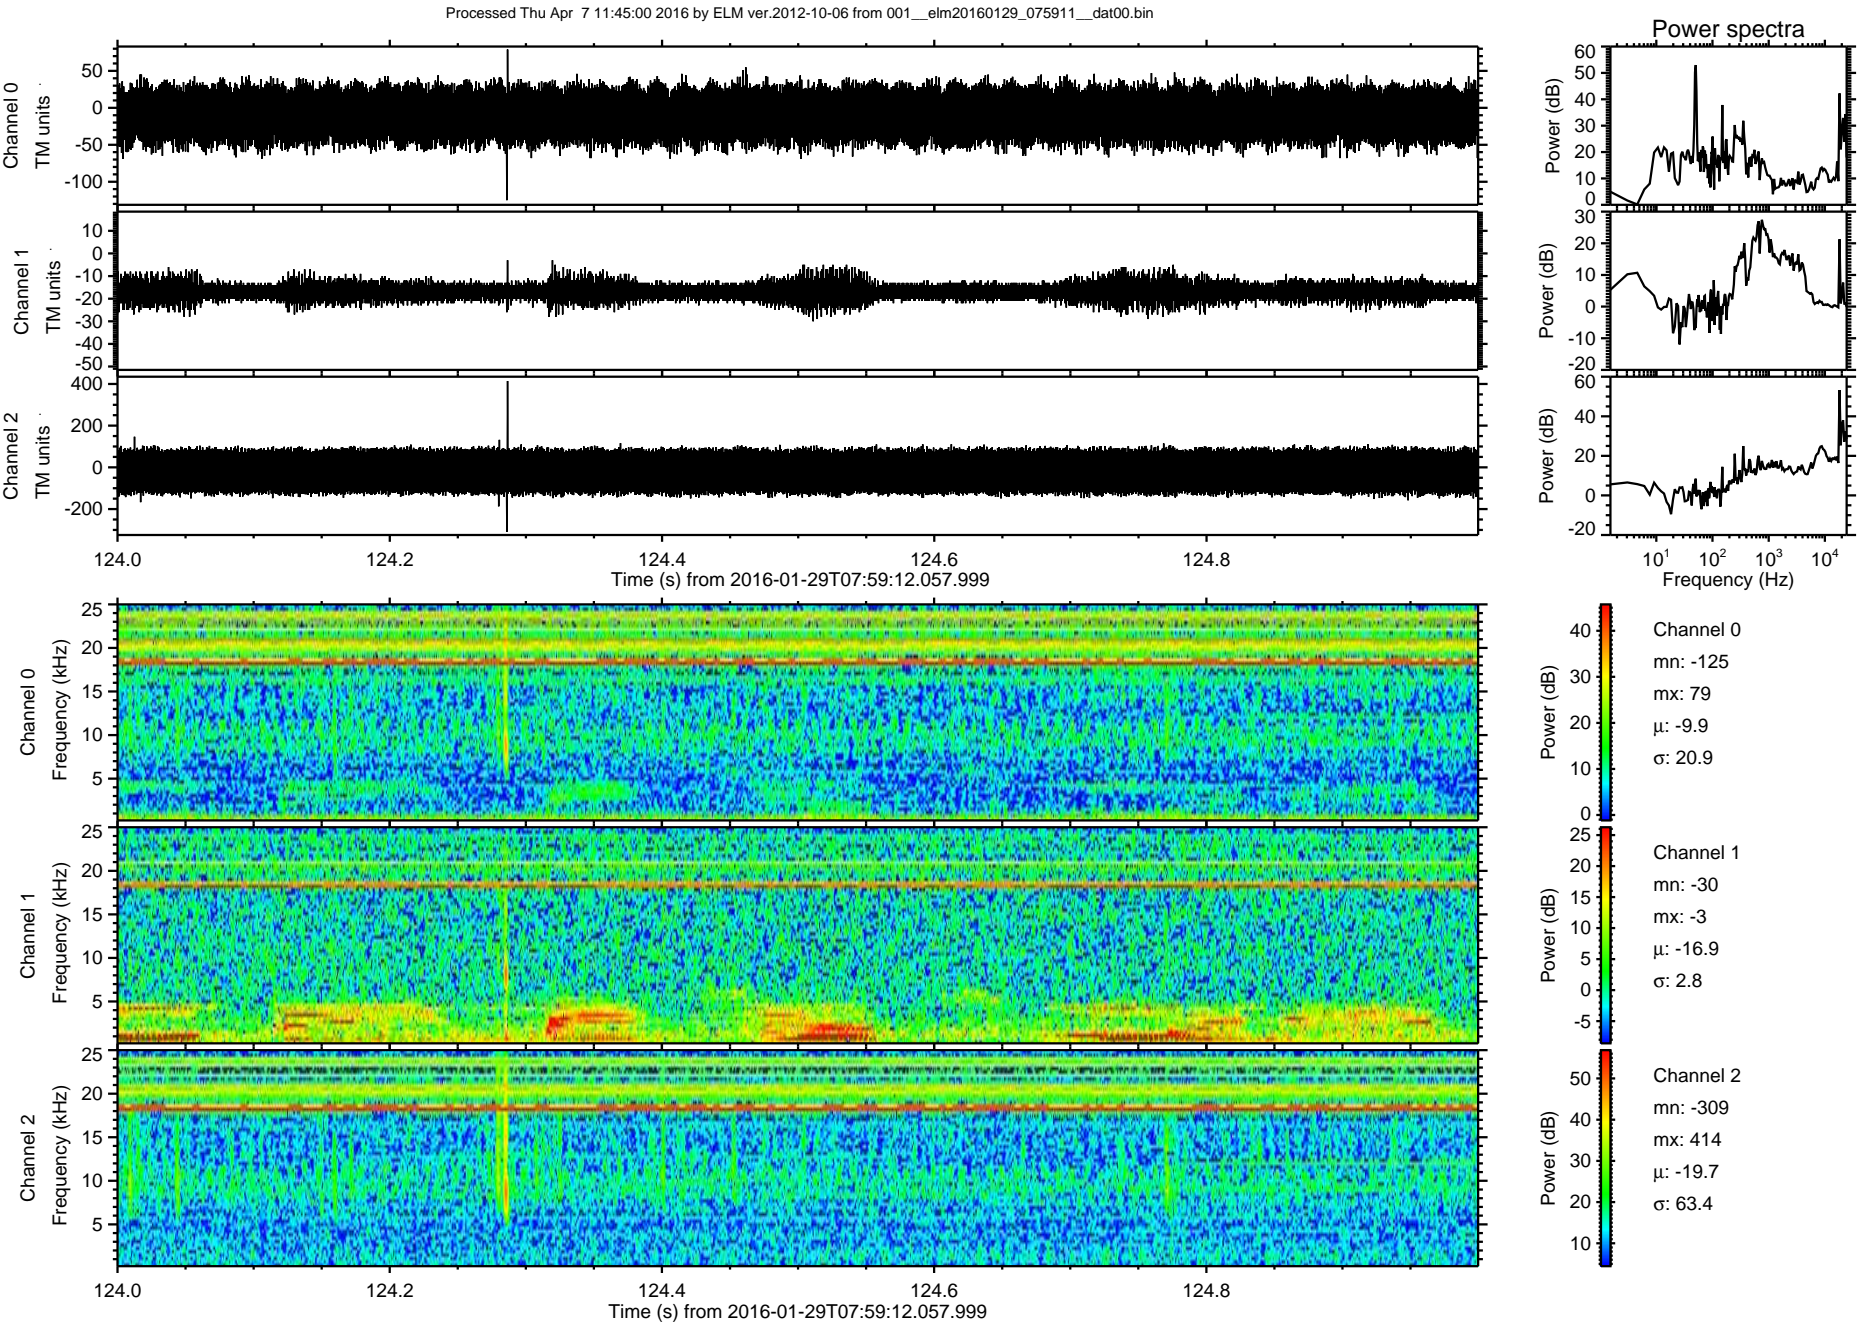 Processed Thu Apr  7 11:45:00 2016 by ELM ver.2012-10-06 from 001__elm20160129_075911__dat00.bin
Power spectra
Channel 0
TM units
50
0
-50
-100
Power (dB)
60
50
40
30
20
10
0
Channel 1
TM units
10
0
-10
-20
-30
-40
-50
Power (dB)
30
20
10
0
-10
-20
Channel 2
TM units
400
200
0
-200
Power (dB)
60
40
20
0
-20
124.0 124.2 124.4 124.6 124.8
Time (s) from 2016-01-29T07:59:12.057.999
10¹ 10² 10³ 10⁴
Frequency (Hz)
Channel 0
Frequency (kHz)
25
20
15
10
5
Power (dB)
40
30
20
10
0
Channel 0
mn: -125
mx: 79
μ: -9.9
σ: 20.9
Channel 1
Frequency (kHz)
25
20
15
10
5
Power (dB)
25
20
15
10
5
0
-5
Channel 1
mn: -30
mx: -3
μ: -16.9
σ: 2.8
Channel 2
Frequency (kHz)
25
20
15
10
5
Power (dB)
50
40
30
20
10
Channel 2
mn: -309
mx: 414
μ: -19.7
σ: 63.4
124.0 124.2 124.4 124.6 124.8
Time (s) from 2016-01-29T07:59:12.057.999